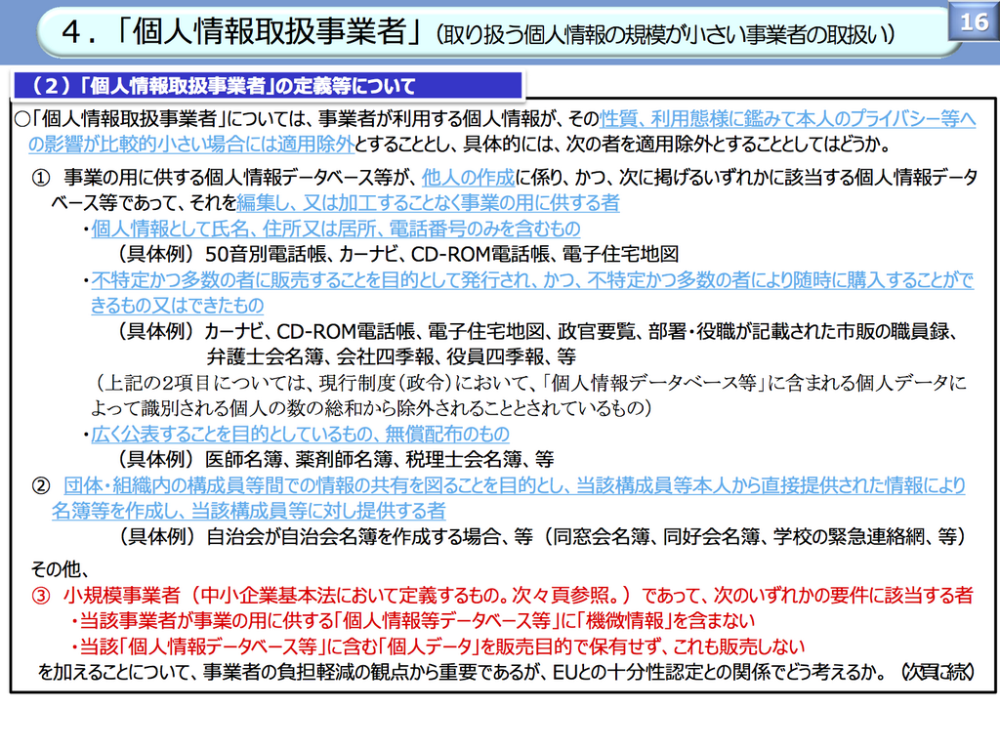 ４．「個人情報取扱事業者」（取り扱う個人情報の規模が小さい事業者の取扱い）
16
（２）「個人情報取扱事業者」の定義等について
○「個人情報取扱事業者」については、事業者が利用する個人情報が、その性質、利用態様に鑑みて本人のプライバシー等へ
の影響が比較的小さい場合には適用除外とすることとし、具体的には、次の者を適用除外とすることとしてはどうか。
① 事業の用に供する個人情報データベース等が、他人の作成に係り、かつ、次に掲げるいずれかに該当する個人情報データ
ベース等であって、それを編集し、又は加工することなく事業の用に供する者
・個人情報として氏名、住所又は居所、電話番号のみを含むもの
（具体例）50音別電話帳、カーナビ、CD-ROM電話帳、電子住宅地図
・不特定かつ多数の者に販売することを目的として発行され、かつ、不特定かつ多数の者により随時に購入することがで
きるもの又はできたもの
（具体例）カーナビ、CD-ROM電話帳、電子住宅地図、政官要覧、部署・役職が記載された市販の職員録、
弁護士会名簿、会社四季報、役員四季報、等
（上記の２項目については、現行制度（政令）において、「個人情報データベース等」に含まれる個人データに
よって識別される個人の数の総和から除外されることとされているもの）
・広く公表することを目的としているもの、無償配布のもの
（具体例）医師名簿、薬剤師名簿、税理士会名簿、等
② 団体・組織内の構成員等間での情報の共有を図ることを目的とし、当該構成員等本人から直接提供された情報により
名簿等を作成し、当該構成員等に対し提供する者
（具体例）自治会が自治会名簿を作成する場合、等（同窓会名簿、同好会名簿、学校の緊急連絡網、等）
その他、
③ 小規模事業者（中小企業基本法において定義するもの。次々頁参照。）であって、次のいずれかの要件に該当する者
・当該事業者が事業の用に供する「個人情報等データベース等」に「機微情報」を含まない
・当該「個人情報データベース等」に含む「個人データ」を販売目的で保有せず、これも販売しない
を加えることについて、事業者の負担軽減の観点から重要であるが、EUとの十分性認定との関係でどう考えるか。（次頁に続く）